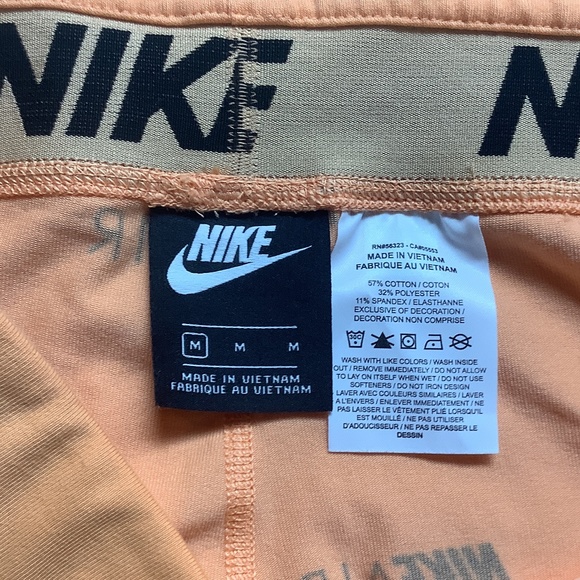 NIKE
N
NIKE
M M M
MADE IN VIETNAM
FABRIQUE AU VIETNAM
RN#56323 - CA#05553
MADE IN VIETNAM
FABRIQUE AU VIETNAM
57% COTTON / COTON
32% POLYESTER
11% SPANDEX / ELASTHANNE
EXCLUSIVE OF DECORATION /
DECORATION NON COMPRISE
30C
WASH WITH LIKE COLORS / WASH INSIDE
OUT / REMOVE IMMEDIATELY / DO NOT ALLOW
TO LAY ON ITSELF WHEN WET / DO NOT USE
SOFTENERS / DO NOT IRON DESIGN
LAVER AVEC COULEURS SIMILAIRES / LAVER
A L'ENVERS / ENLEVER IMMEDIATEMENT / NE
PAS LAISSER LE VÊTEMENT PLIÉ LORSQU'IL
EST MOUILLÉ / NE PAS UTILISER
D'ADOUCISSEUR / NE PAS REPASSER LE
DESSIN